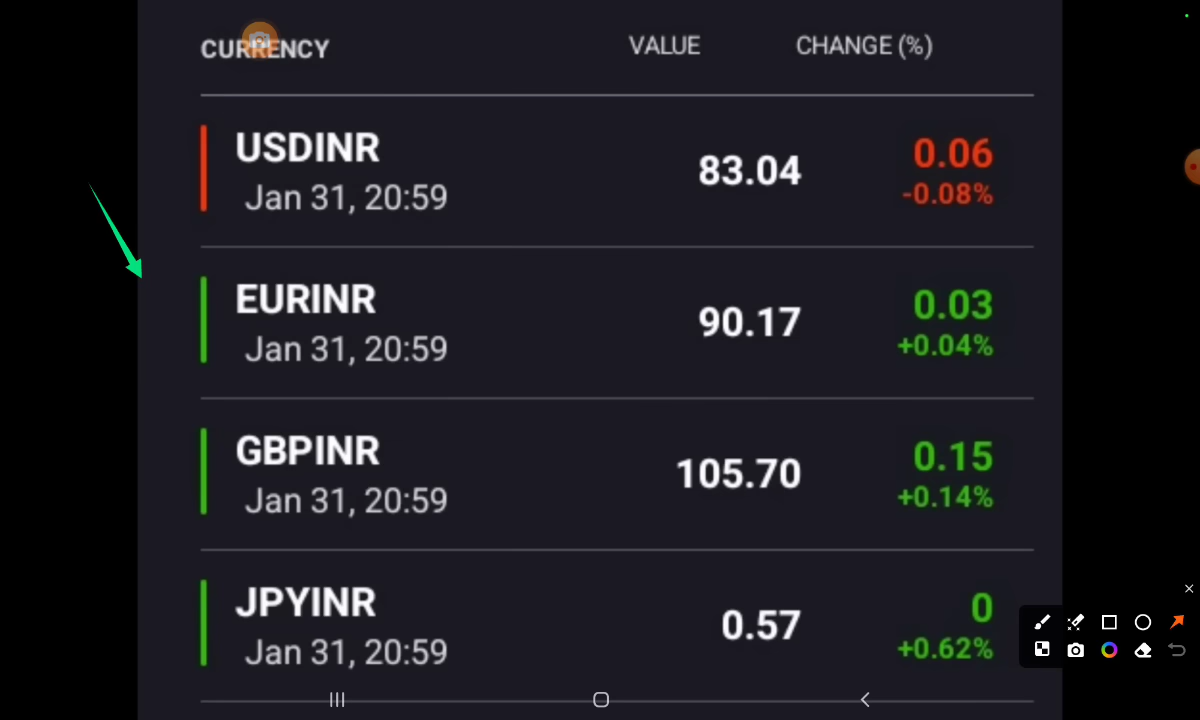 CURRENCY VALUE CHANGE (%)
USDINR 83.04 0.06
Jan 31, 20:59 -0.08%
EURINR 90.17 0.03
Jan 31, 20:59 +0.04%
GBPINR 105.70 0.15
Jan 31, 20:59 +0.14%
JPYINR 0.57 0
Jan 31, 20:59 +0.62%